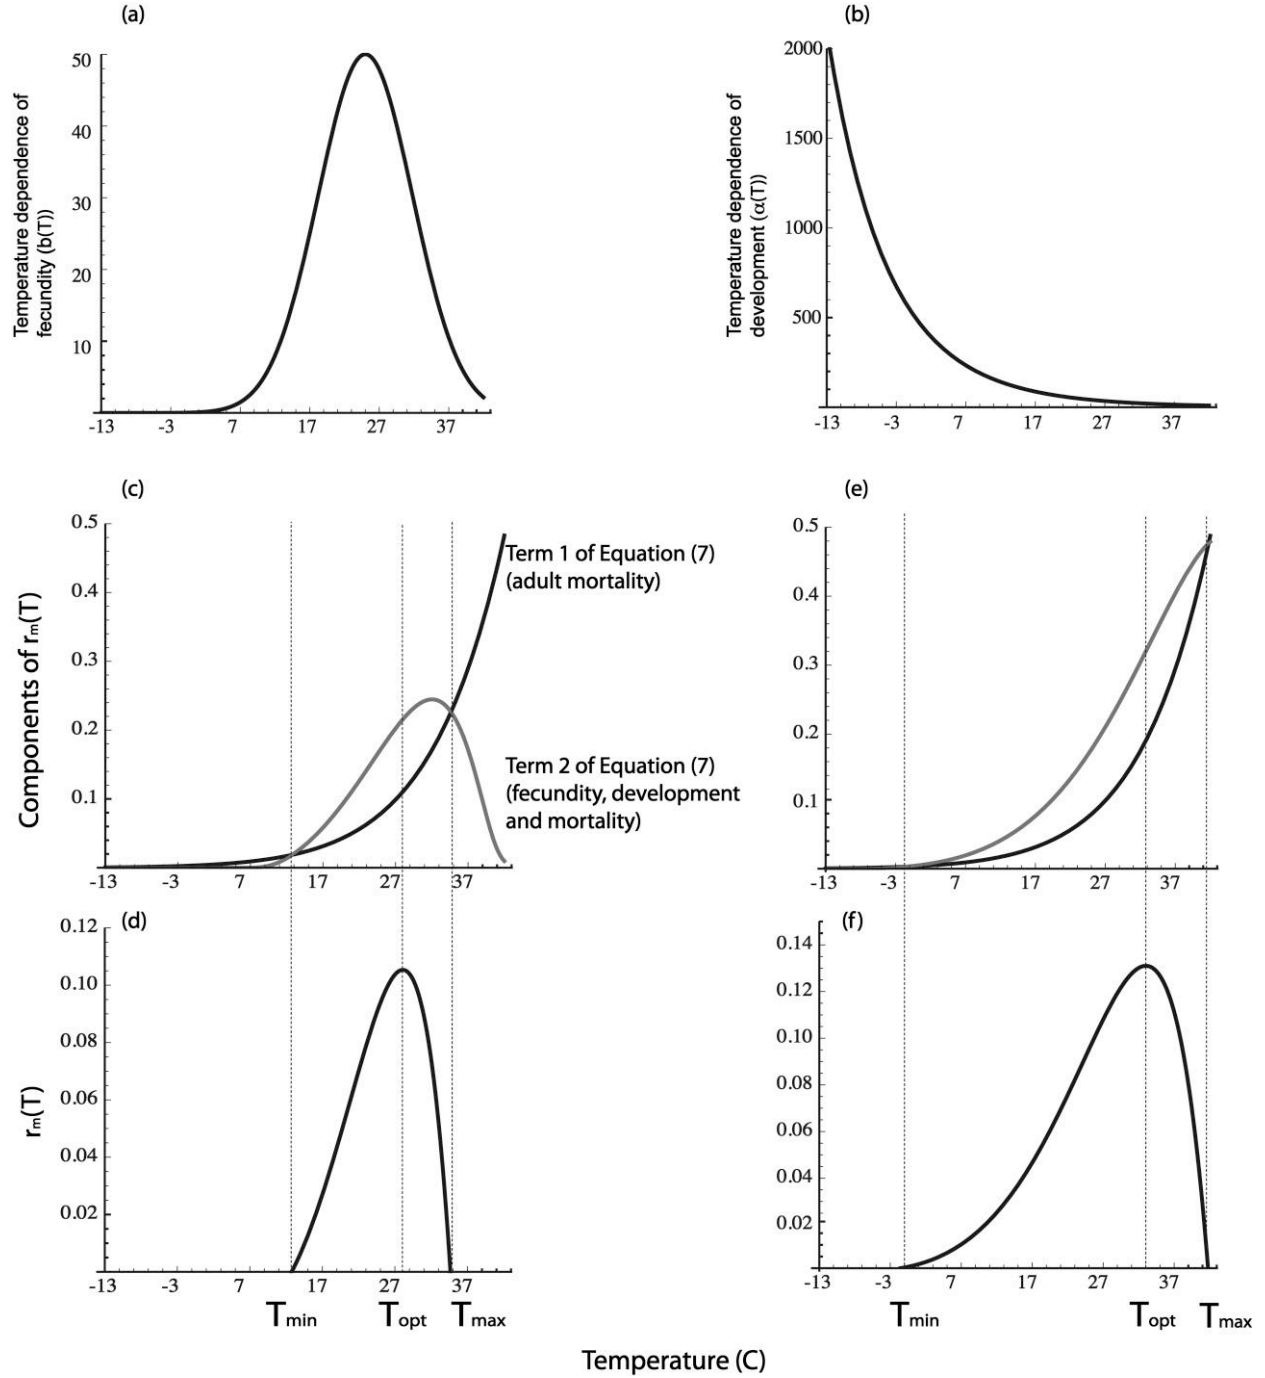 (a)
Temperature dependence of
fecundity (b(T))
50
40
30
20
10
-13 -3 7 17 27 37
(b)
Temperature dependence of
development (α(T))
2000
1500
1000
500
-13 -3 7 17 27 37
(c)
Components of rm(T)
0.5
0.4
0.3
0.2
0.1
Term 1 of Equation (7)
(adult mortality)
Term 2 of Equation (7)
(fecundity, development
and mortality)
-13 -3 7 17 27 37
(e)
0.5
0.4
0.3
0.2
0.1
-13 -3 7 17 27 37
(d)
rm(T)
0.12
0.10
0.08
0.06
0.04
0.02
-13 -3 7 17 27 37
Tmin Topt Tmax
(f)
0.14
0.12
0.10
0.08
0.06
0.04
0.02
-13 -3 7 17 27 37
Tmin Topt Tmax
Temperature (C)